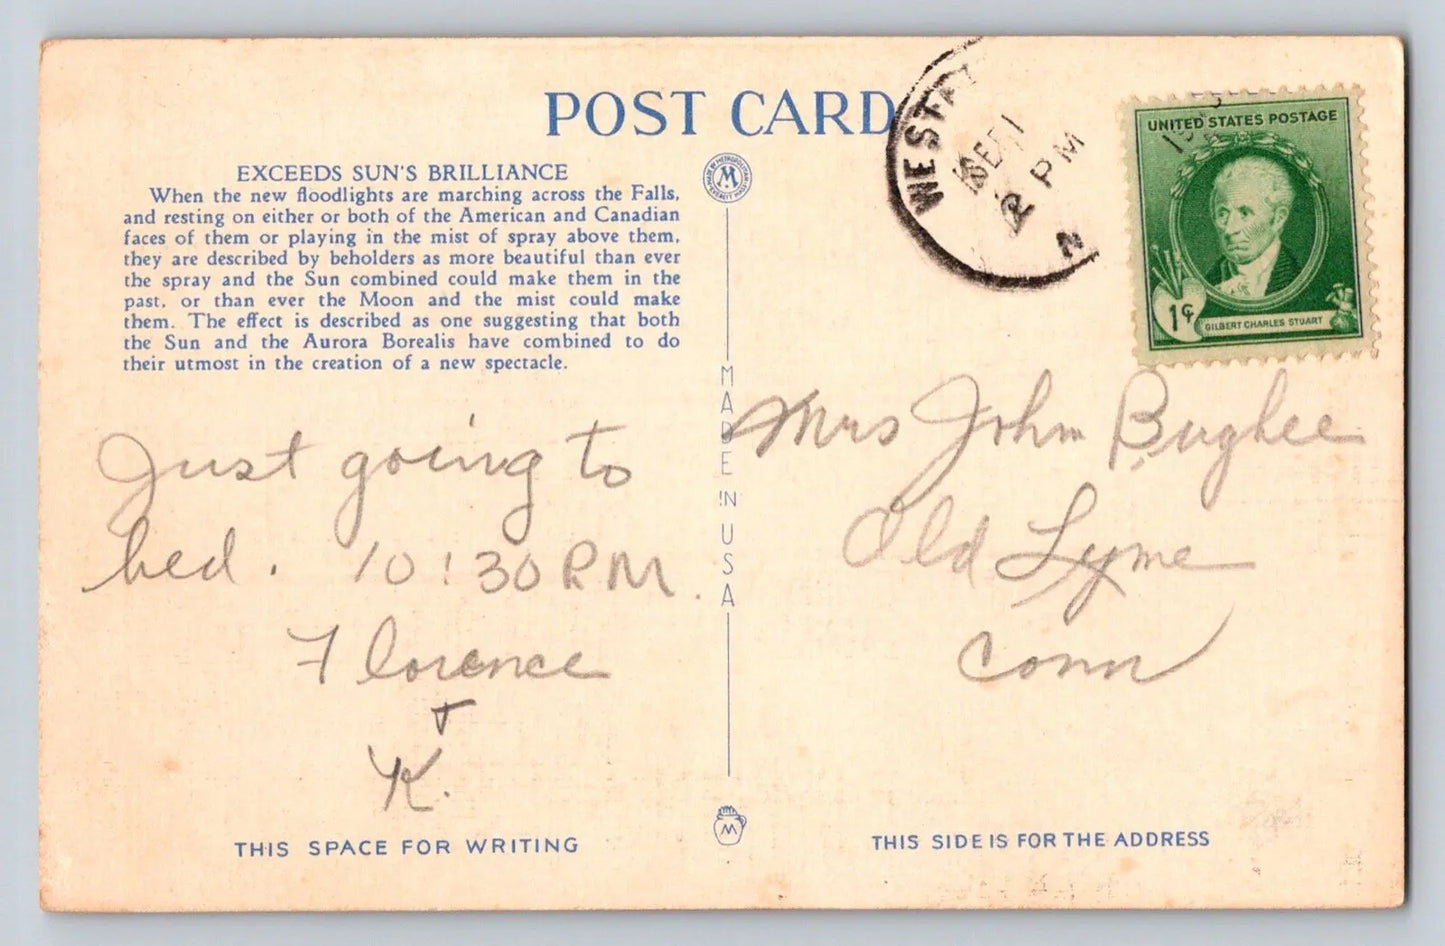 POST CARD
EXCEEDS SUN'S BRILLIANCE
When the new floodlights are marching across the Falls,
and resting on either or both of the American and Canadian
faces of them or playing in the mist of spray above them,
they are described by beholders as more beautiful than ever
the spray and the Sun combined could make them in the
past, or than ever the Moon and the mist could make
them. The effect is described as one suggesting that both
the Sun and the Aurora Borealis have combined to do
their utmost in the creation of a new spectacle.
Just going to
bed. 10:30 P.M.
Florence
+
K.
THIS SPACE FOR WRITING
MADE BY METROPOLITAN
M
EVERETT MASS
MADE IN USA
M
PM
N
UNITED STATES POSTAGE
1¢
GILBERT CHARLES STUART
Mrs John Bugbee
Old Lyme
Conn
THIS SIDE IS FOR THE ADDRESS